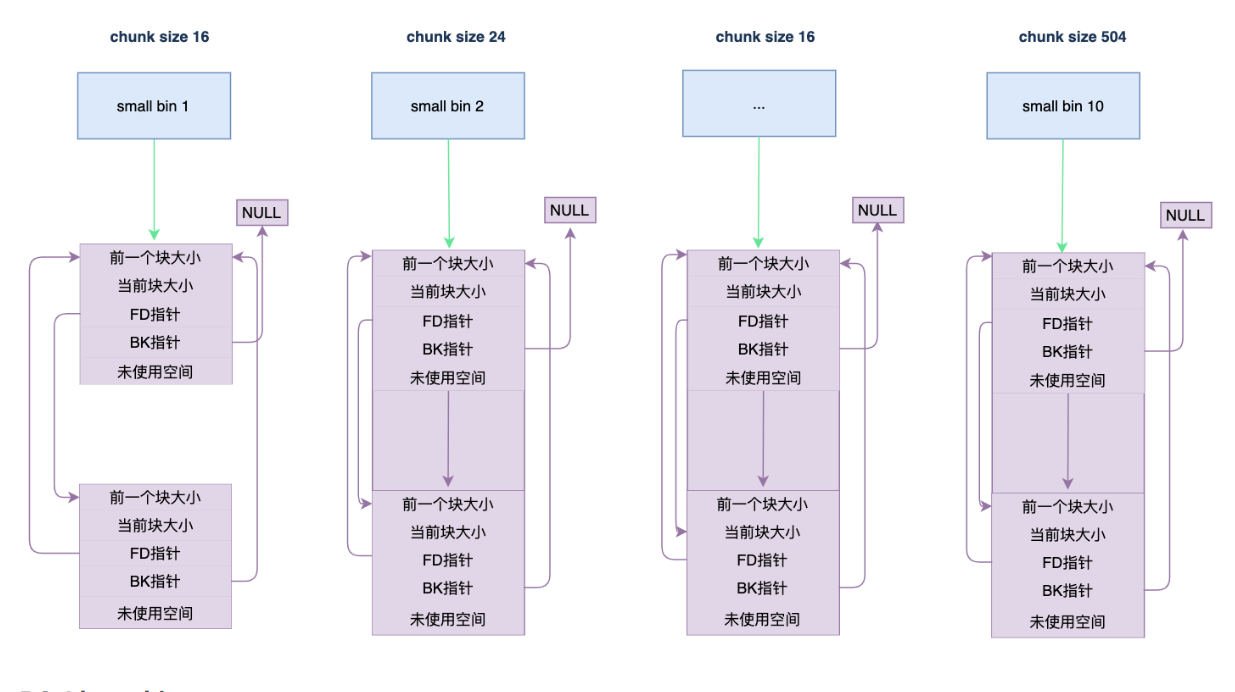 chunk size 16
chunk size 24
chunk size 16
chunk size 504
small bin 1
small bin 2
...
small bin 10
NULL
NULL
NULL
NULL
前一个块大小
当前块大小
FD指针
BK指针
未使用空间
前一个块大小
当前块大小
FD指针
BK指针
未使用空间
前一个块大小
当前块大小
FD指针
BK指针
未使用空间
前一个块大小
当前块大小
FD指针
BK指针
未使用空间
前一个块大小
当前块大小
FD指针
BK指针
未使用空间
前一个块大小
当前块大小
FD指针
BK指针
未使用空间
前一个块大小
当前块大小
FD指针
BK指针
未使用空间
前一个块大小
当前块大小
FD指针
BK指针
未使用空间